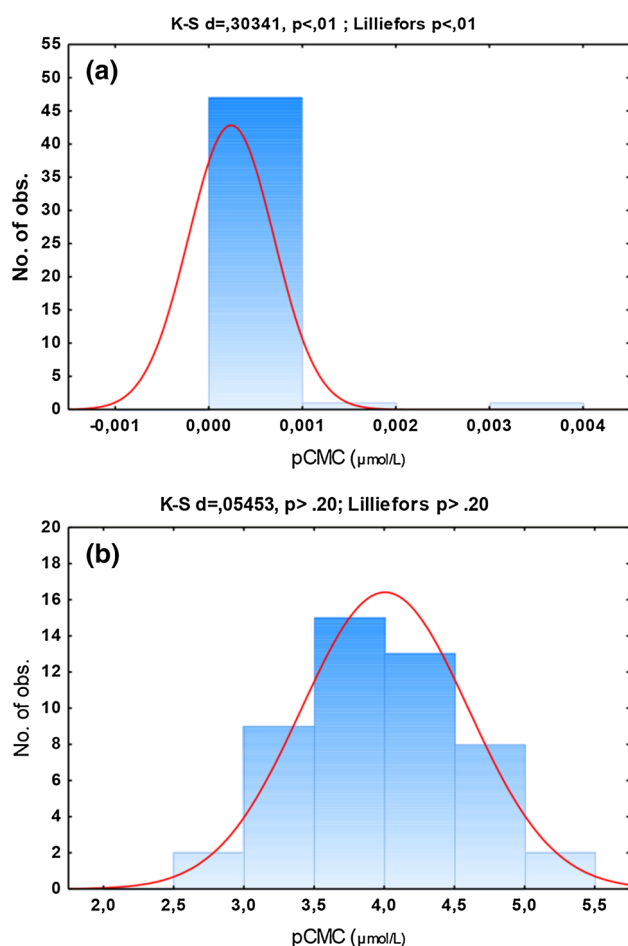 K-S d=,30341, p<,01 ; Lilliefors p<,01
(a)
No. of obs.
55
50
45
40
35
30
25
20
15
10
5
0
-0,001 0,000 0,001 0,002 0,003 0,004
pCMC (µmol/L)
K-S d=,05453, p> .20; Lilliefors p> .20
(b)
No. of obs.
20
18
16
14
12
10
8
6
4
2
0
2,0 2,5 3,0 3,5 4,0 4,5 5,0 5,5
pCMC (µmol/L)